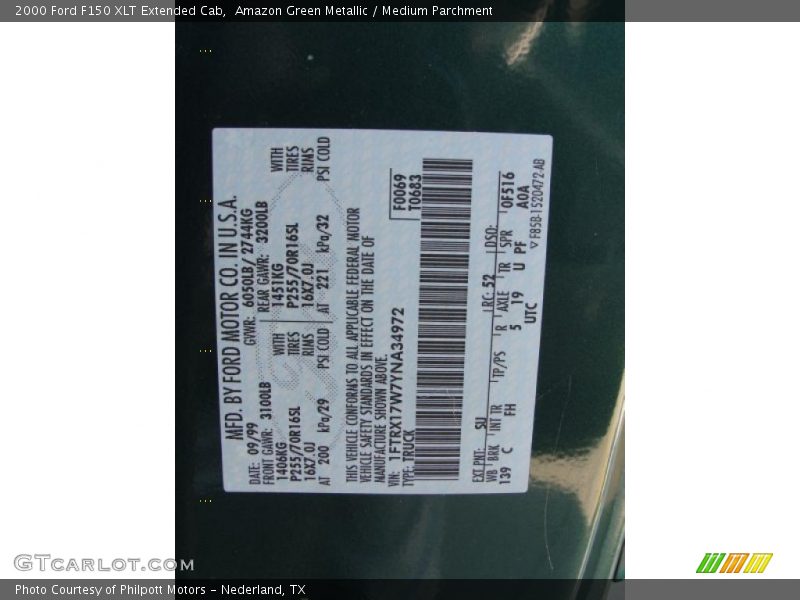 2000 Ford F150 XLT Extended Cab,  Amazon Green Metallic / Medium Parchment
MFD. BY FORD MOTOR CO. IN U.S.A.
DATE: 09/99 GVWR: 6050LB/ 2744KG
FRONT GAWR: 3100LB REAR GAWR: 3200LB
1406KG WITH 1451KG WITH
P255/70R16SL TIRES P255/70R16SL TIRES
16X7.0J RIMS 16X7.0J RIMS
AT 200 kPa/29 PSI COLD AT 221 kPa/32 PSI COLD
THIS VEHICLE CONFORMS TO ALL APPLICABLE FEDERAL MOTOR
VEHICLE SAFETY STANDARDS IN EFFECT ON THE DATE OF
MANUFACTURE SHOWN ABOVE.
VIN: 1FTRX17W7YNA34972 F0069
TYPE: TRUCK T0683
EXT PNT: SU RC: 52 DSO:
WB BRK INT TR TP/PS R AXLE TR SPR 0F516
139 C FH 5 19 U PF A0A
UTC ▽F85B-1520472-AB
GTcarlot.com
Photo Courtesy of Philpott Motors - Nederland, TX